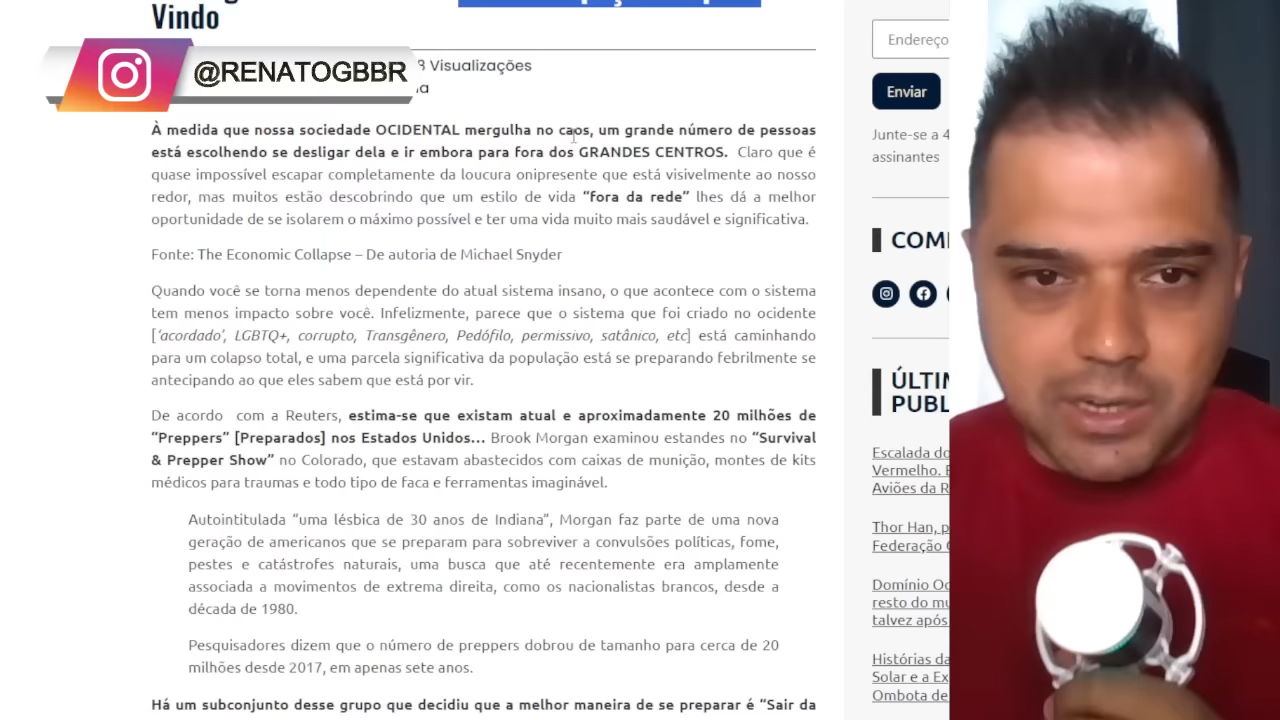 Vindo
@RENATOGBBR
Visualizações
À medida que nossa sociedade OCIDENTAL mergulha no caos, um grande número de pessoas
está escolhendo se desligar dela e ir embora para fora dos GRANDES CENTROS. Claro que é
quase impossível escapar completamente da loucura onipresente que está visivelmente ao nosso
redor, mas muitos estão descobrindo que um estilo de vida “fora da rede” lhes dá a melhor
oportunidade de se isolarem o máximo possível e ter uma vida muito mais saudável e significativa.
Fonte: The Economic Collapse – De autoria de Michael Snyder
Quando você se torna menos dependente do atual sistema insano, o que acontece com o sistema
tem menos impacto sobre você. Infelizmente, parece que o sistema que foi criado no ocidente
[‘acordado’, LGBTQ+, corrupto, Transgênero, Pedófilo, permissivo, satânico, etc] está caminhando
para um colapso total, e uma parcela significativa da população está se preparando febrilmente se
antecipando ao que eles sabem que está por vir.
De acordo com a Reuters, estima-se que existam atual e aproximadamente 20 milhões de
“Preppers” [Preparados] nos Estados Unidos… Brook Morgan examinou estandes no “Survival
& Prepper Show” no Colorado, que estavam abastecidos com caixas de munição, montes de kits
médicos para traumas e todo tipo de faca e ferramentas imaginável.
Autointitulada “uma lésbica de 30 anos de Indiana”, Morgan faz parte de uma nova
geração de americanos que se preparam para sobreviver a convulsões políticas, fome,
pestes e catástrofes naturais, uma busca que até recentemente era amplamente
associada a movimentos de extrema direita, como os nacionalistas brancos, desde a
década de 1980.
Pesquisadores dizem que o número de preppers dobrou de tamanho para cerca de 20
milhões desde 2017, em apenas sete anos.
Há um subconjunto desse grupo que decidiu que a melhor maneira de se preparar é “Sair da
Endereço
Enviar
Junte-se a 4
assinantes
COM
ÚLTI
PUBL
Escalada do
Vermelho. E
Aviões da R
Thor Han, p
Federação
Domínio Oc
resto do mu
talvez após
Histórias da
Solar e a Ex
Ombota de